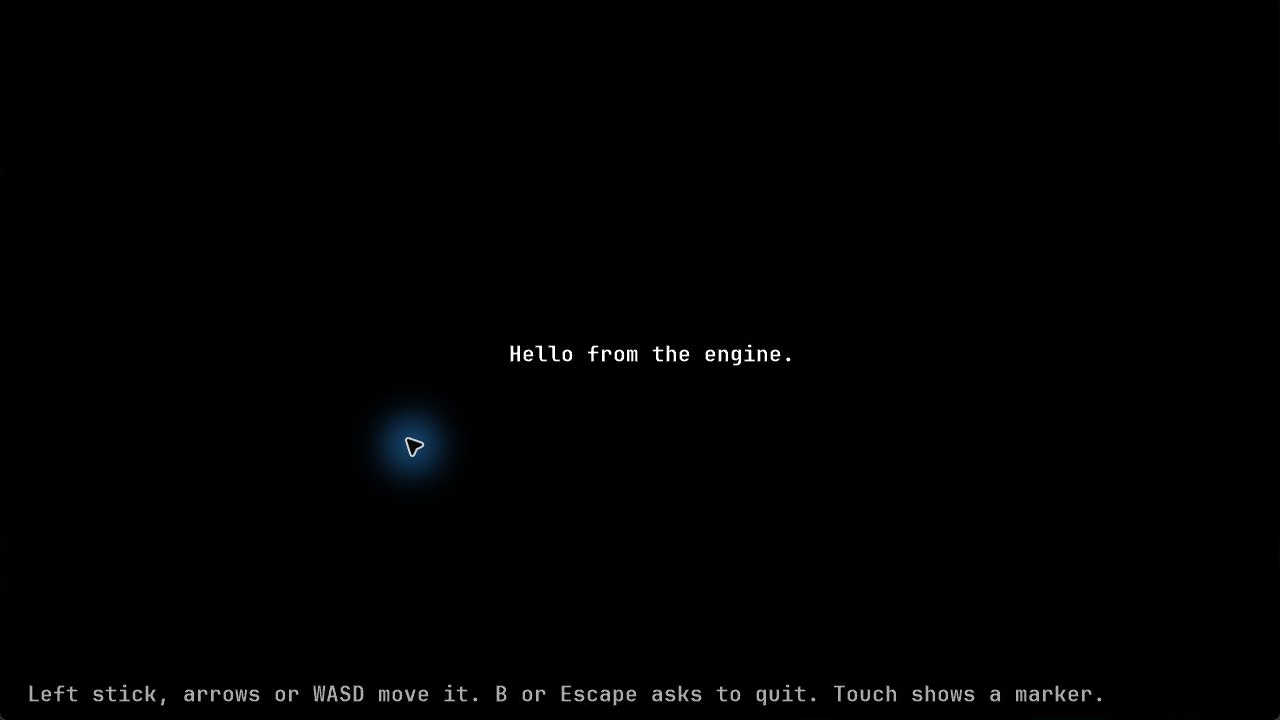 Hello from the engine.
Left stick, arrows or WASD move it. B or Escape asks to quit. Touch shows a marker.